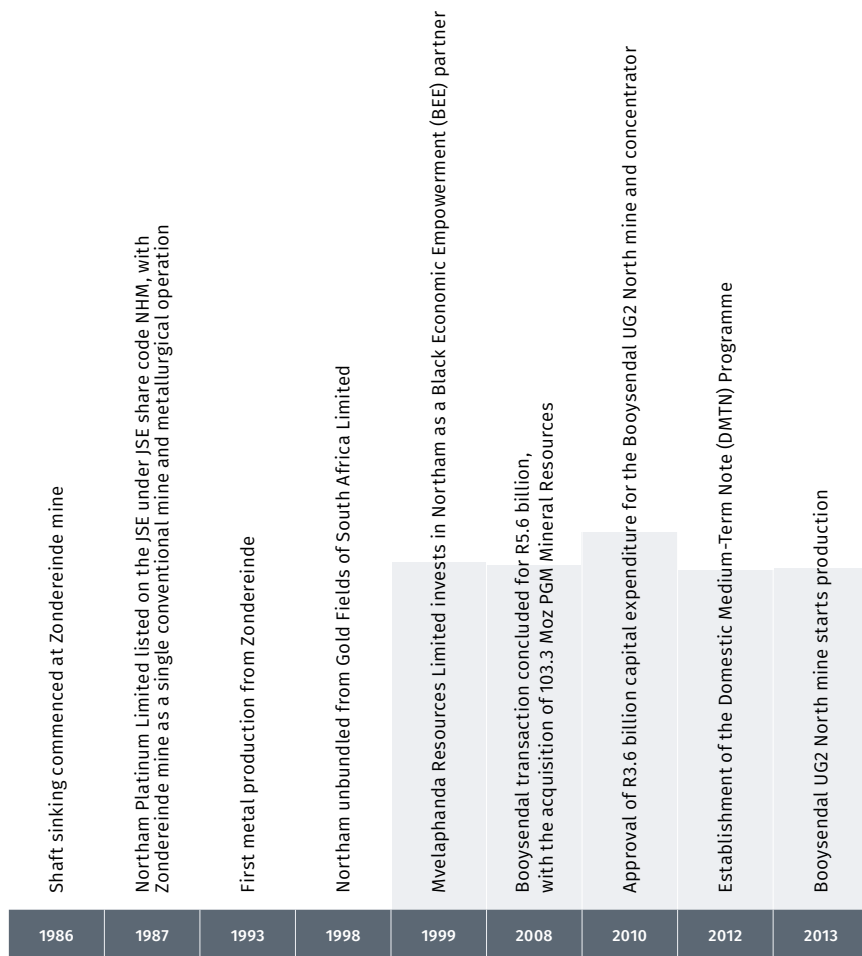 Shaft sinking commenced at Zondereinde mine
Northam Platinum Limited listed on the JSE under JSE share code NHM, with
Zondereinde mine as a single conventional mine and metallurgical operation
First metal production from Zondereinde
Northam unbundled from Gold Fields of South Africa Limited
Mvelaphanda Resources Limited invests in Northam as a Black Economic Empowerment (BEE) partner
Booysendal transaction concluded for R5.6 billion,
with the acquisition of 103.3 Moz PGM Mineral Resources
Approval of R3.6 billion capital expenditure for the Booysendal UG2 North mine and concentrator
Establishment of the Domestic Medium-Term Note (DMTN) Programme
Booysendal UG2 North mine starts production
1986 1987 1993 1998 1999 2008 2010 2012 2013